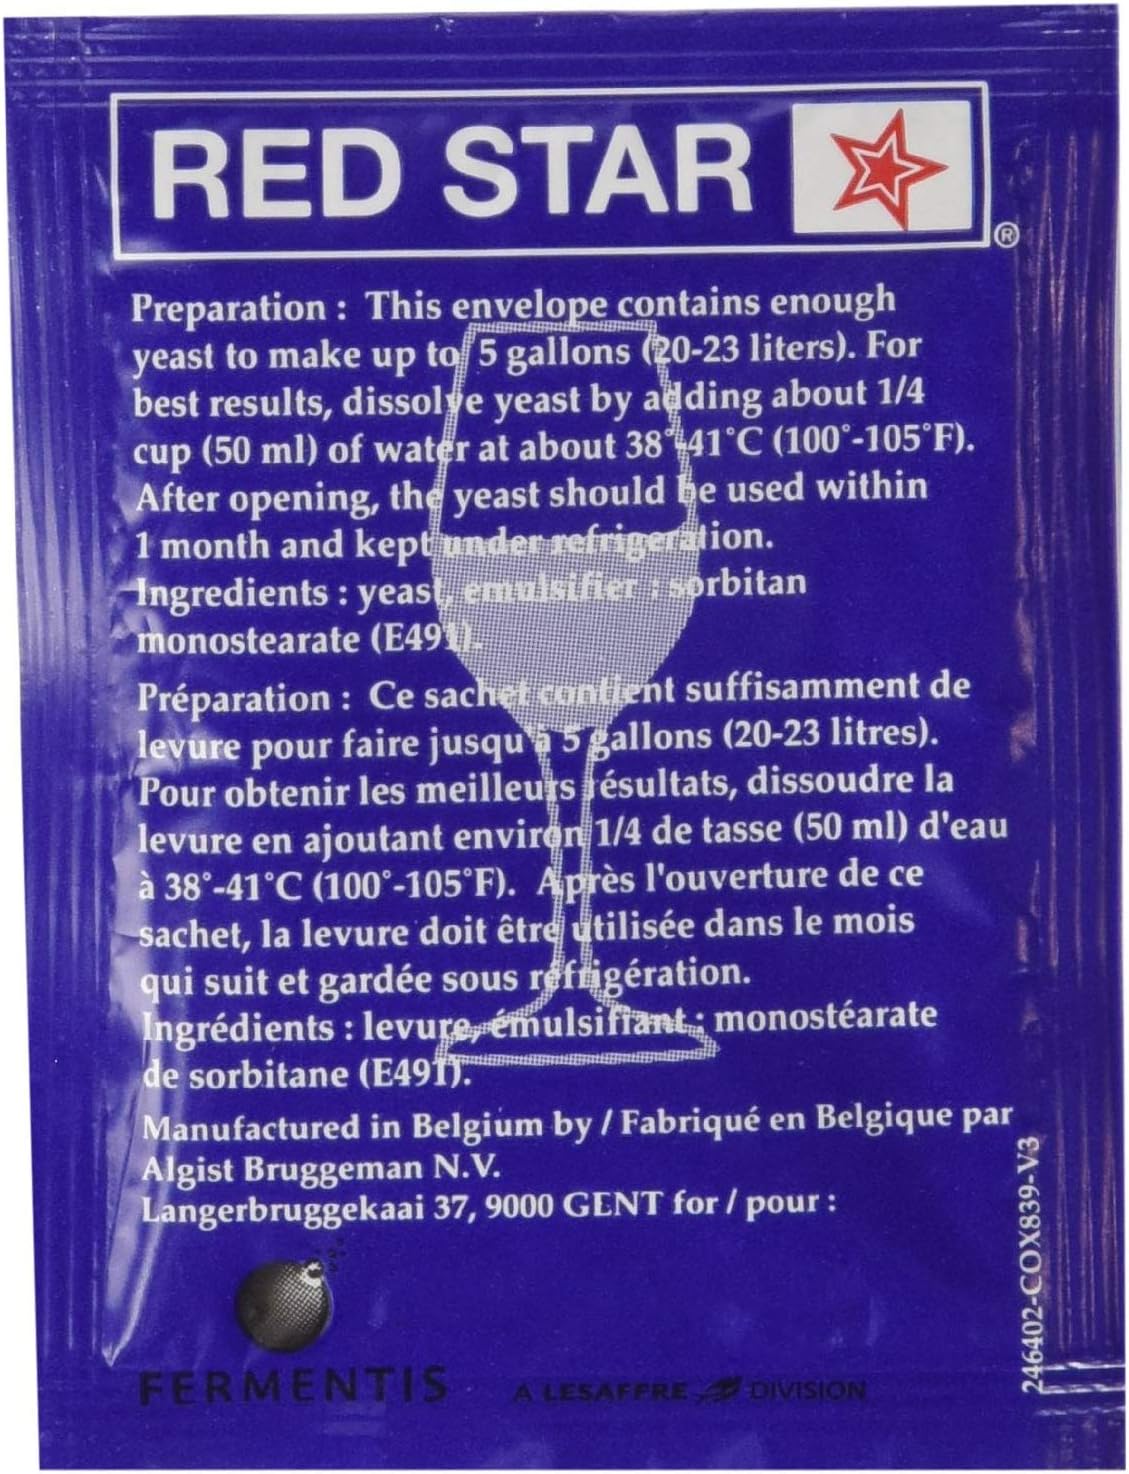 RED STAR
®
Preparation : This envelope contains enough
yeast to make up to 5 gallons (20-23 liters). For
best results, dissolve yeast by adding about 1/4
cup (50 ml) of water at about 38°-41°C (100°-105°F).
After opening, the yeast should be used within
1 month and kept under refrigeration.
Ingredients : yeast, emulsifier : sorbitan
monostearate (E491).
Préparation : Ce sachet contient suffisamment de
levure pour faire jusqu'à 5 gallons (20-23 litres).
Pour obtenir les meilleurs résultats, dissoudre la
levure en ajoutant environ 1/4 de tasse (50 ml) d'eau
à 38°-41°C (100°-105°F). Après l'ouverture de ce
sachet, la levure doit être utilisée dans le mois
qui suit et gardée sous réfrigération.
Ingrédients : levure, émulsifiant : monostéarate
de sorbitane (E491).
Manufactured in Belgium by / Fabriqué en Belgique par
Algist Bruggeman N.V.
Langerbruggekaai 37, 9000 GENT for / pour :
FERMENTIS
A LESAFFRE DIVISION
246402-COX839-V3